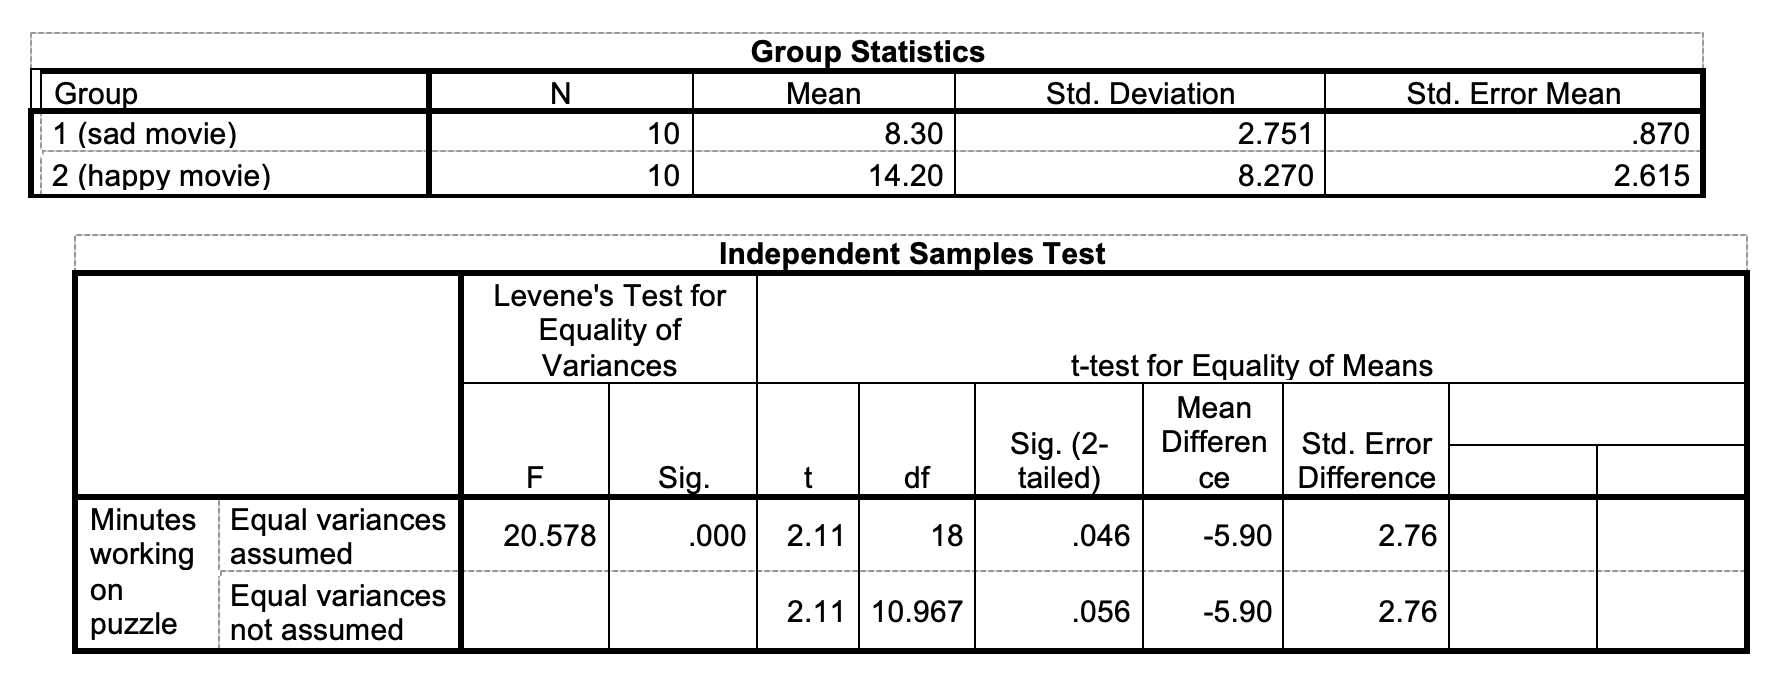 Group Statistics
Group N Mean Std. Deviation Std. Error Mean
1 (sad movie) 10 8.30 2.751 .870
2 (happy movie) 10 14.20 8.270 2.615
Independent Samples Test
Levene's Test for
Equality of
Variances
t-test for Equality of Means
F Sig. t df Sig. (2-
tailed)
Mean
Differen
ce
Std. Error
Difference
Minutes
working
on
puzzle
Equal variances
assumed
20.578 .000 2.11 18 .046 -5.90 2.76
Equal variances
not assumed
2.11 10.967 .056 -5.90 2.76